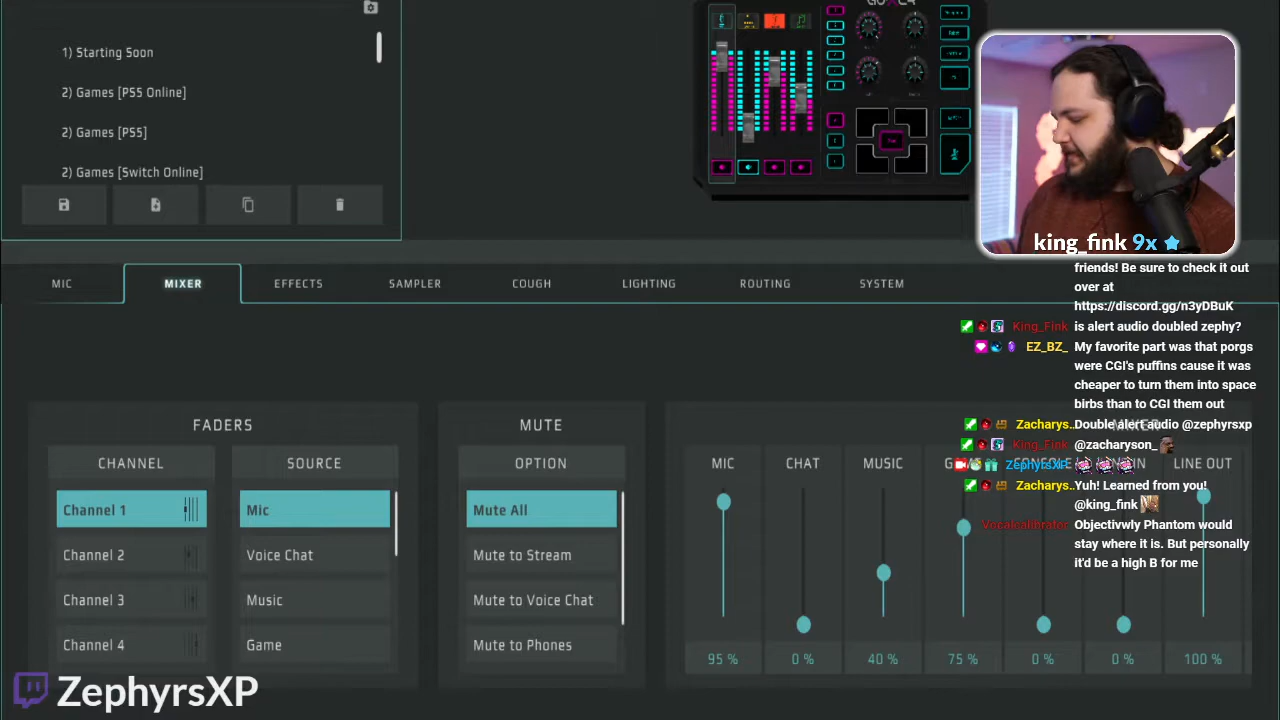 1) Starting Soon
2) Games [PS5 Online]
2) Games [PS5]
2) Games [Switch Online]
king_fink 9x
MIC
MIXER
EFFECTS
SAMPLER
COUGH
LIGHTING
ROUTING
SYSTEM
friends! Be sure to check it out
over at
https://discord.gg/n3yDBuK
King_Fink is alert audio doubled zephy?
EZ_BZ_ My favorite part was that porgs
were CGI's puffins cause it was
cheaper to turn them into space
birbs than to CGI them out
Zacharys.. Double alert audio @zephyrsxp
King_Fink @zacharyson_
ZephyrsXP
Zacharys.. Yuh! Learned from you!
@king_fink
Vocalcalibrator Objectivwly Phantom would
stay where it is. But personally
it'd be a high B for me
FADERS
CHANNEL
SOURCE
Channel 1
Mic
Channel 2
Voice Chat
Channel 3
Music
Channel 4
Game
MUTE
OPTION
Mute All
Mute to Stream
Mute to Voice Chat
Mute to Phones
MIC
CHAT
MUSIC
LINE OUT
95 %
0 %
40 %
75 %
0 %
0 %
100 %
ZephyrsXP